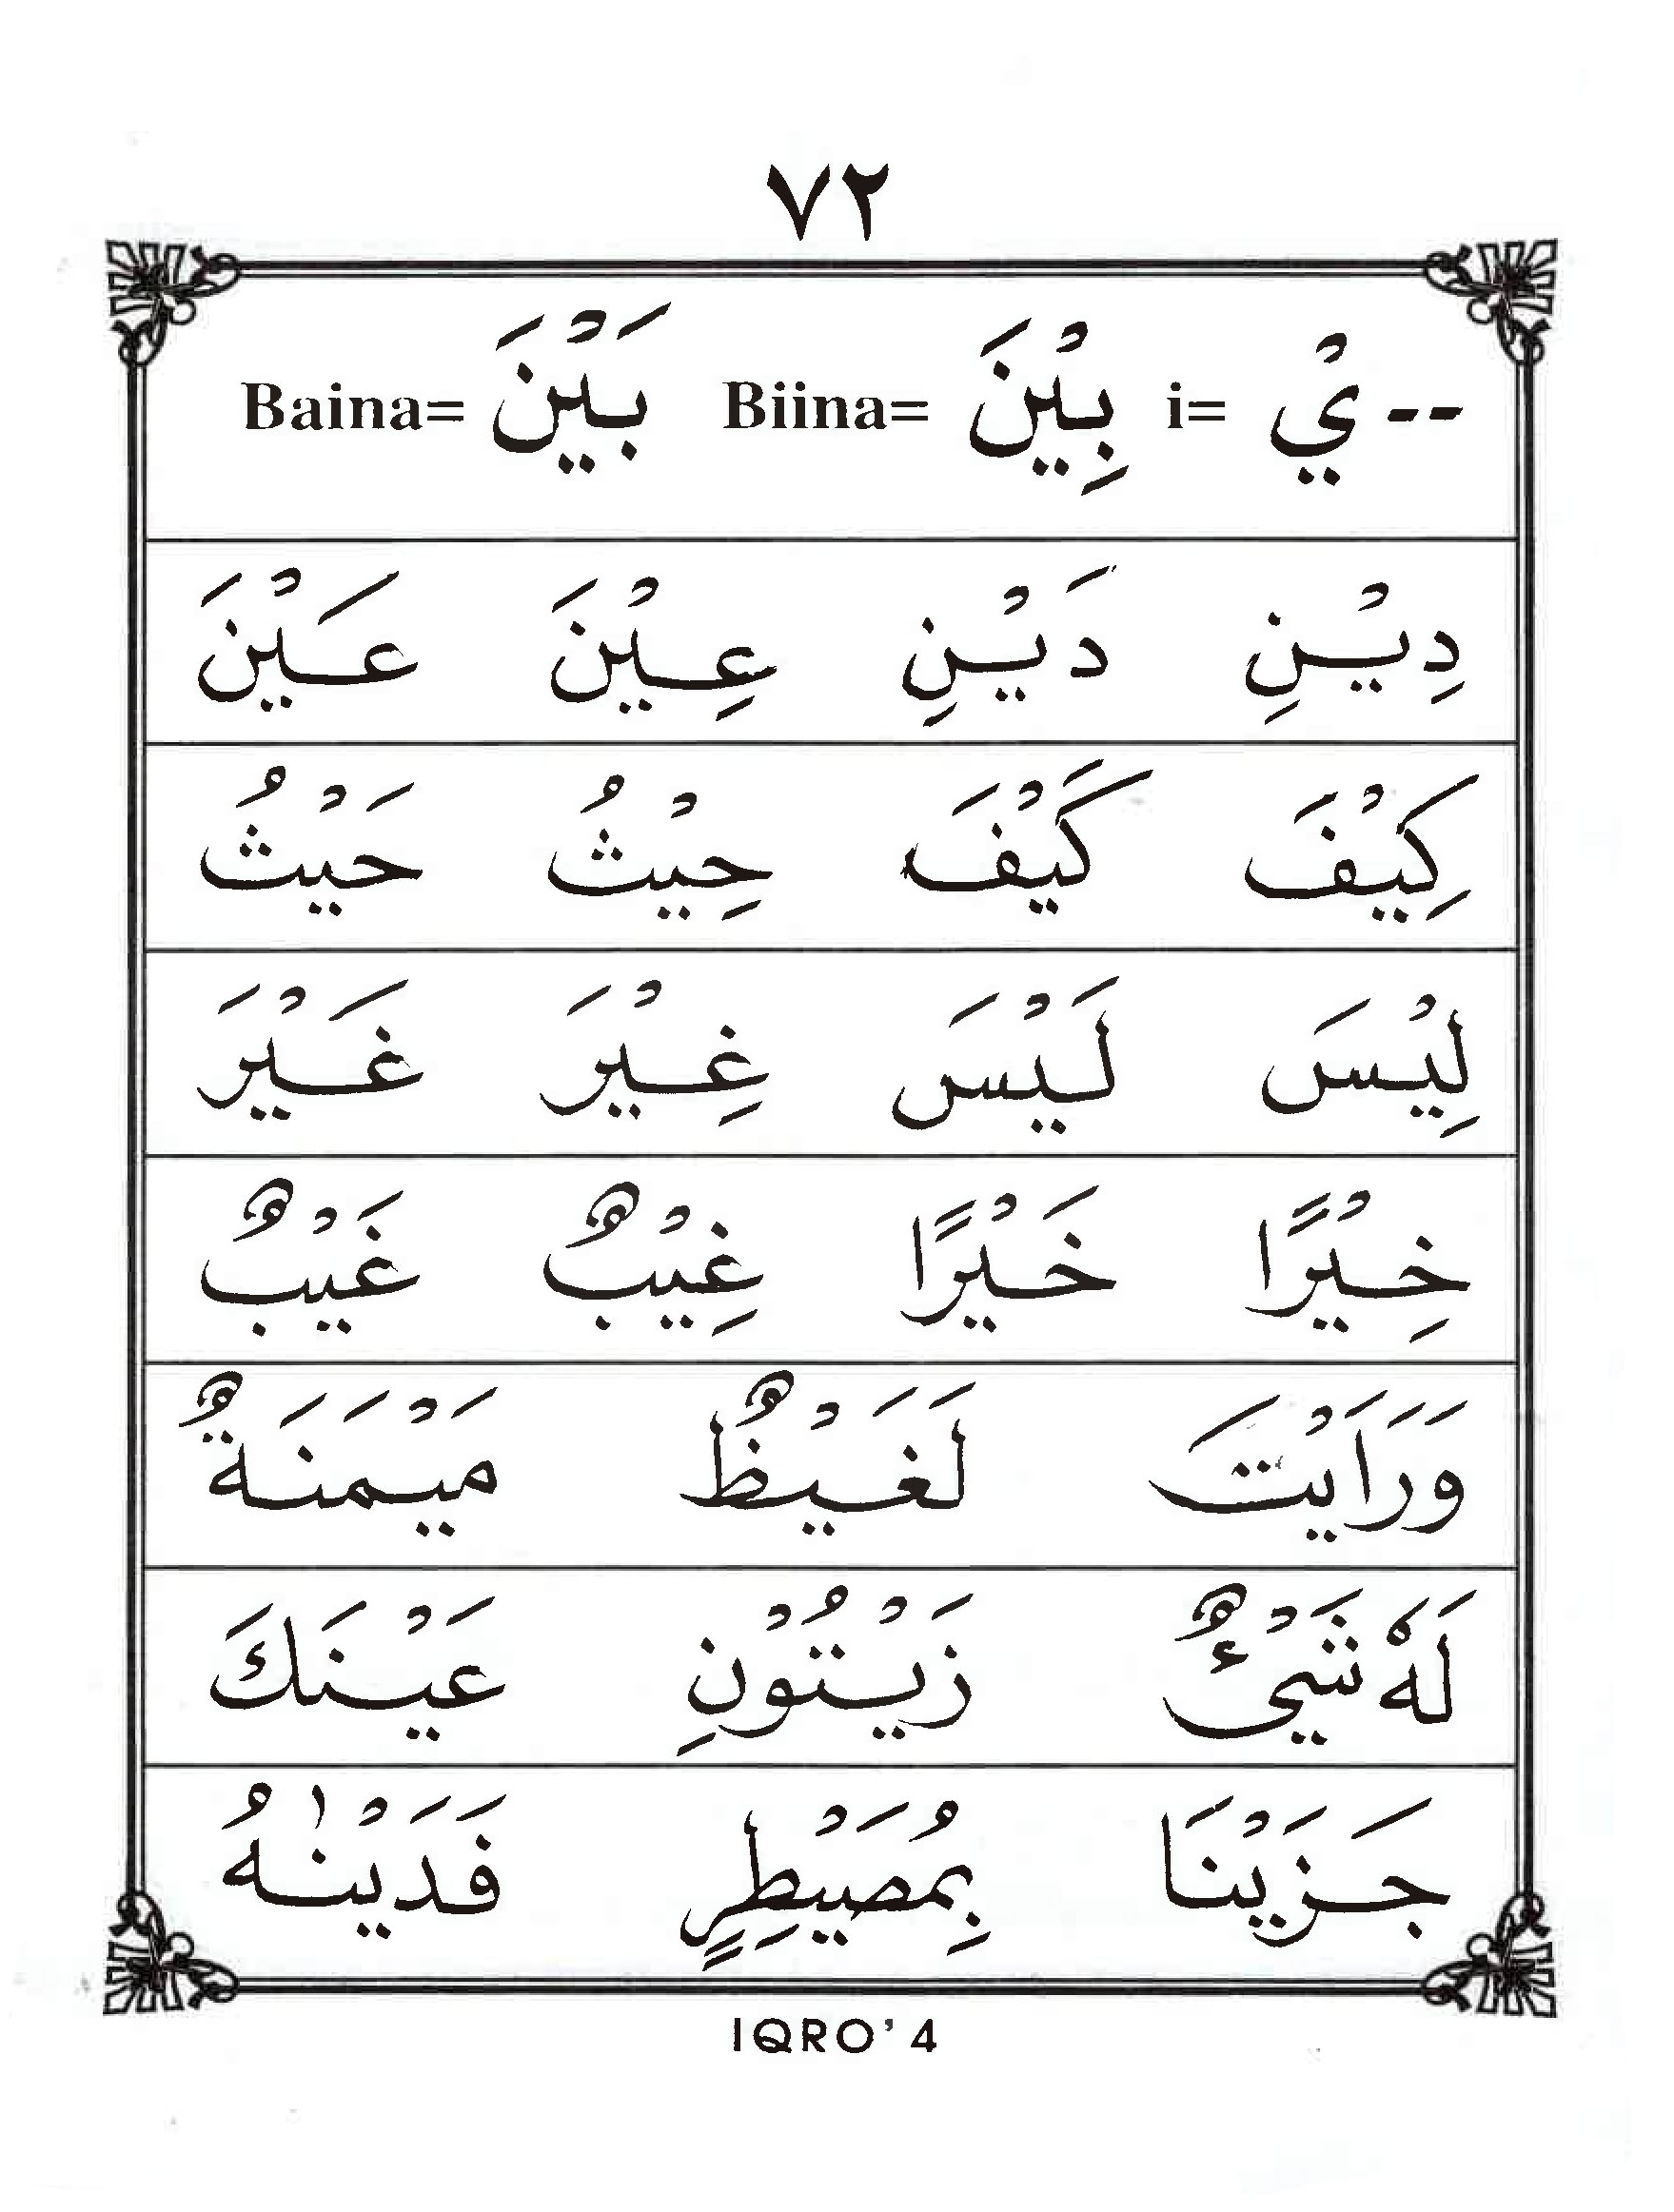 ٧٢
-- يْ =i بِيْنَ =Biina بَيْنَ =Baina
دِيْنِ دَيْنِ عِيْنَ عَيْنَ
كِيْفَ كَيْفَ حِيْثُ حَيْثُ
لِيْسَ لَيْسَ غِيْرَ غَيْرَ
خِيْرًا خَيْرًا غِيْبٌ غَيْبٌ
وَرَاَيْتَ لَغَيْظٌ مَيْمَنَةٌ
لَهْ شَيْءٌ زَيْتُوْنِ عَيْنَكَ
جَزَيْنَا بِمُصَيْطِرٍ فَدَيْنٰهُ
IQRO' 4